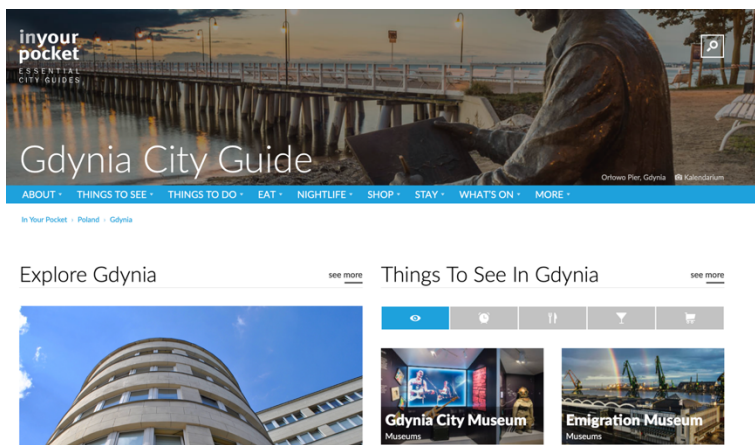 inyour
pocket
ESSENTIAL
CITY GUIDES
Gdynia City Guide
Orłowo Pier, Gdynia Kalendarium
ABOUT THINGS TO SEE THINGS TO DO EAT NIGHTLIFE SHOP STAY WHAT'S ON MORE
In Your Pocket › Poland › Gdynia
Explore Gdynia see more
Things To See In Gdynia see more
Gdynia City Museum
Museums
Emigration Museum
Museums